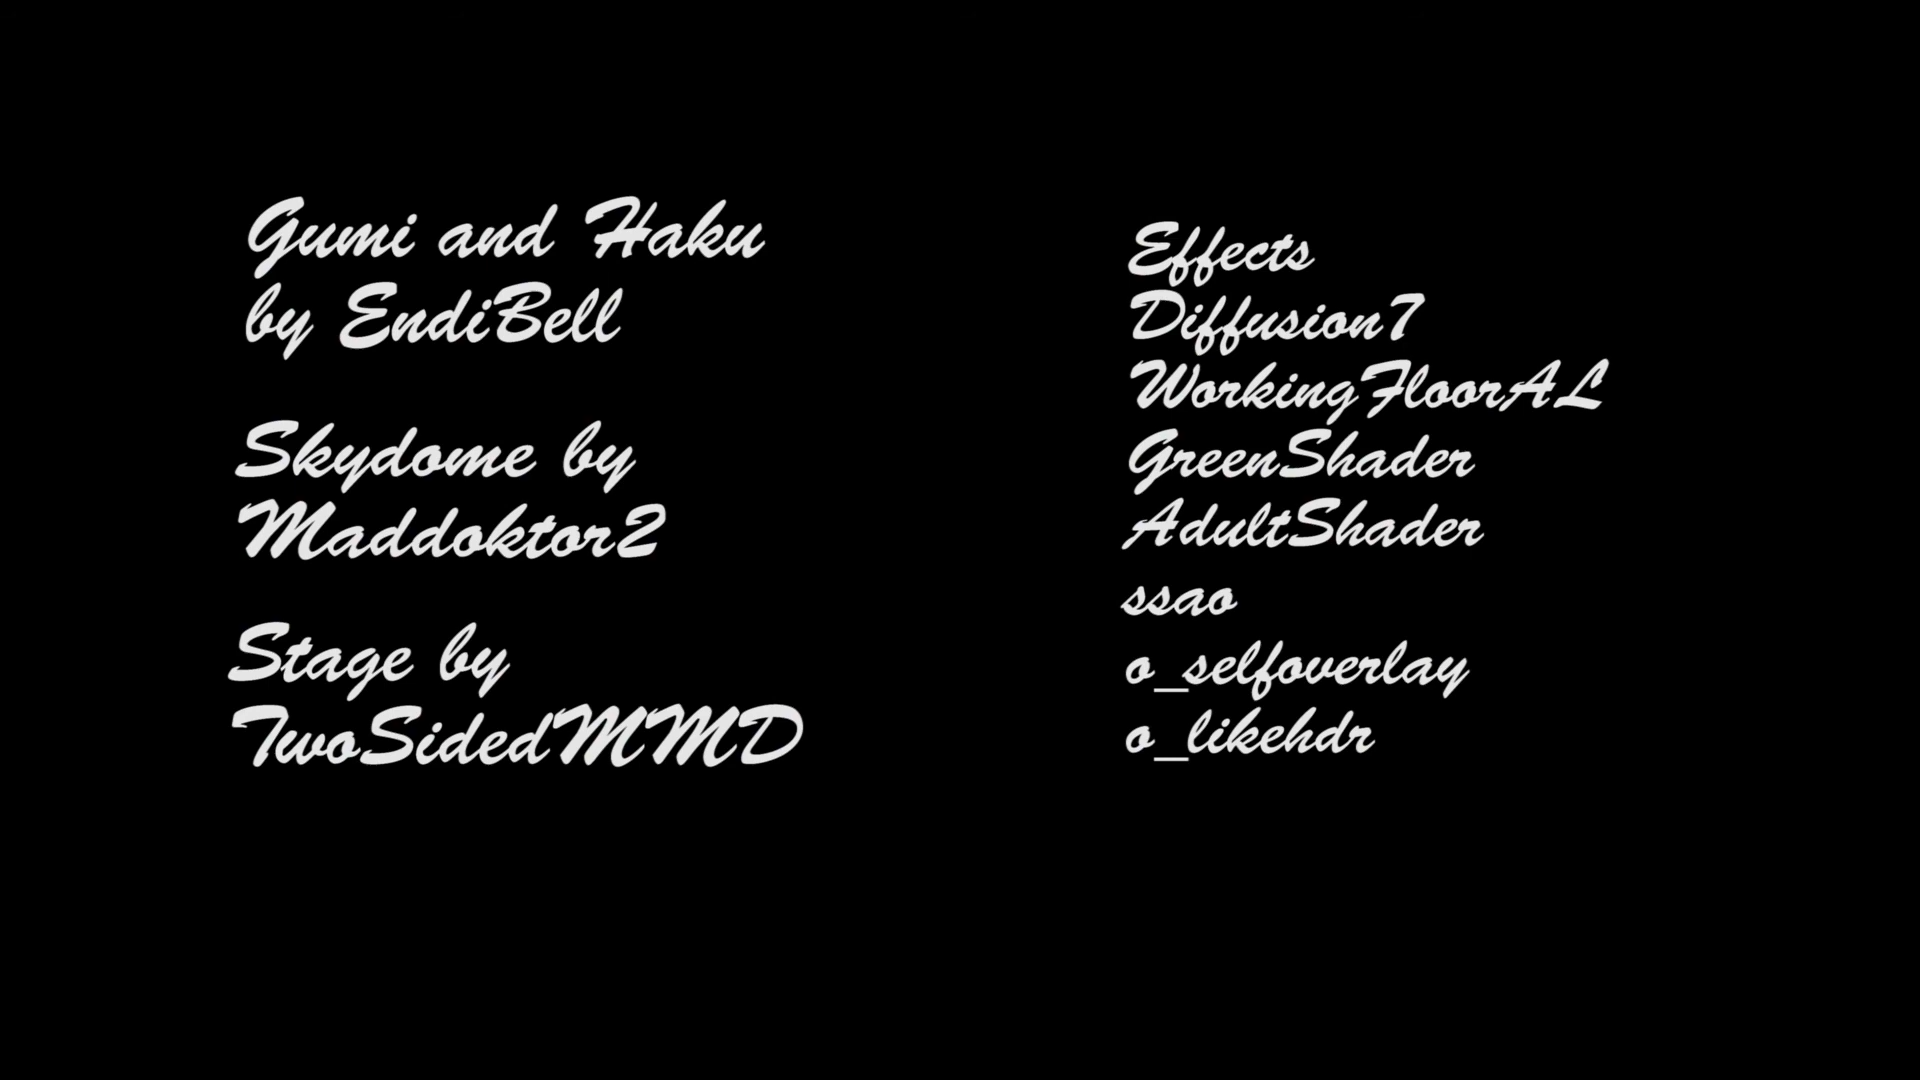 Gumi and Haku
by EndiBell
Skydome by
Maddoktor2
Stage by
TwoSidedMMD
Effects
Diffusion7
WorkingFloorAL
GreenShader
AdultShader
ssao
o_selfoverlay
o_likehdr